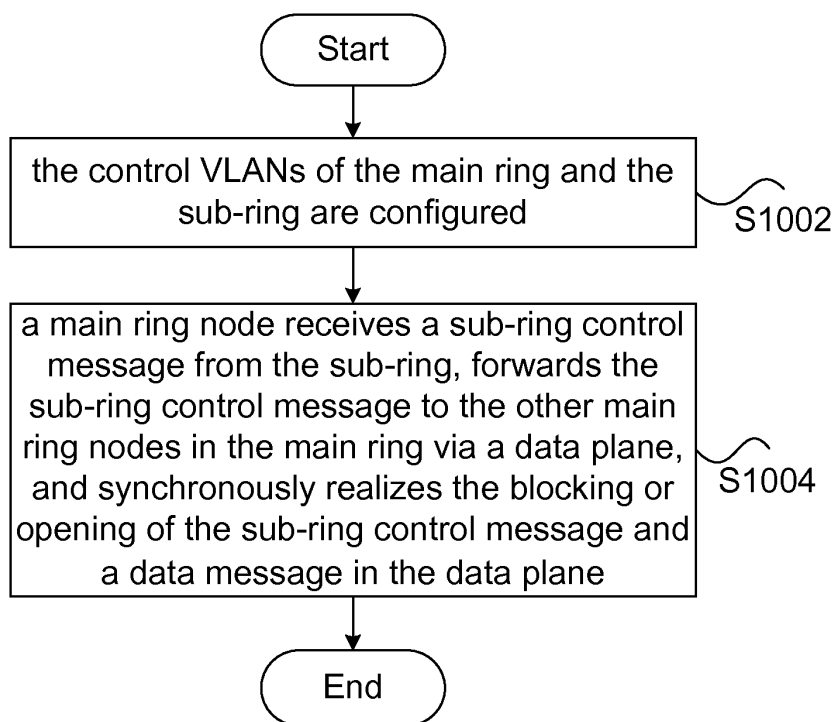 Start
the control VLANs of the main ring and the
sub-ring are configured
S1002
a main ring node receives a sub-ring control
message from the sub-ring, forwards the
sub-ring control message to the other main
ring nodes in the main ring via a data plane,
and synchronously realizes the blocking or
opening of the sub-ring control message and
a data message in the data plane
S1004
End